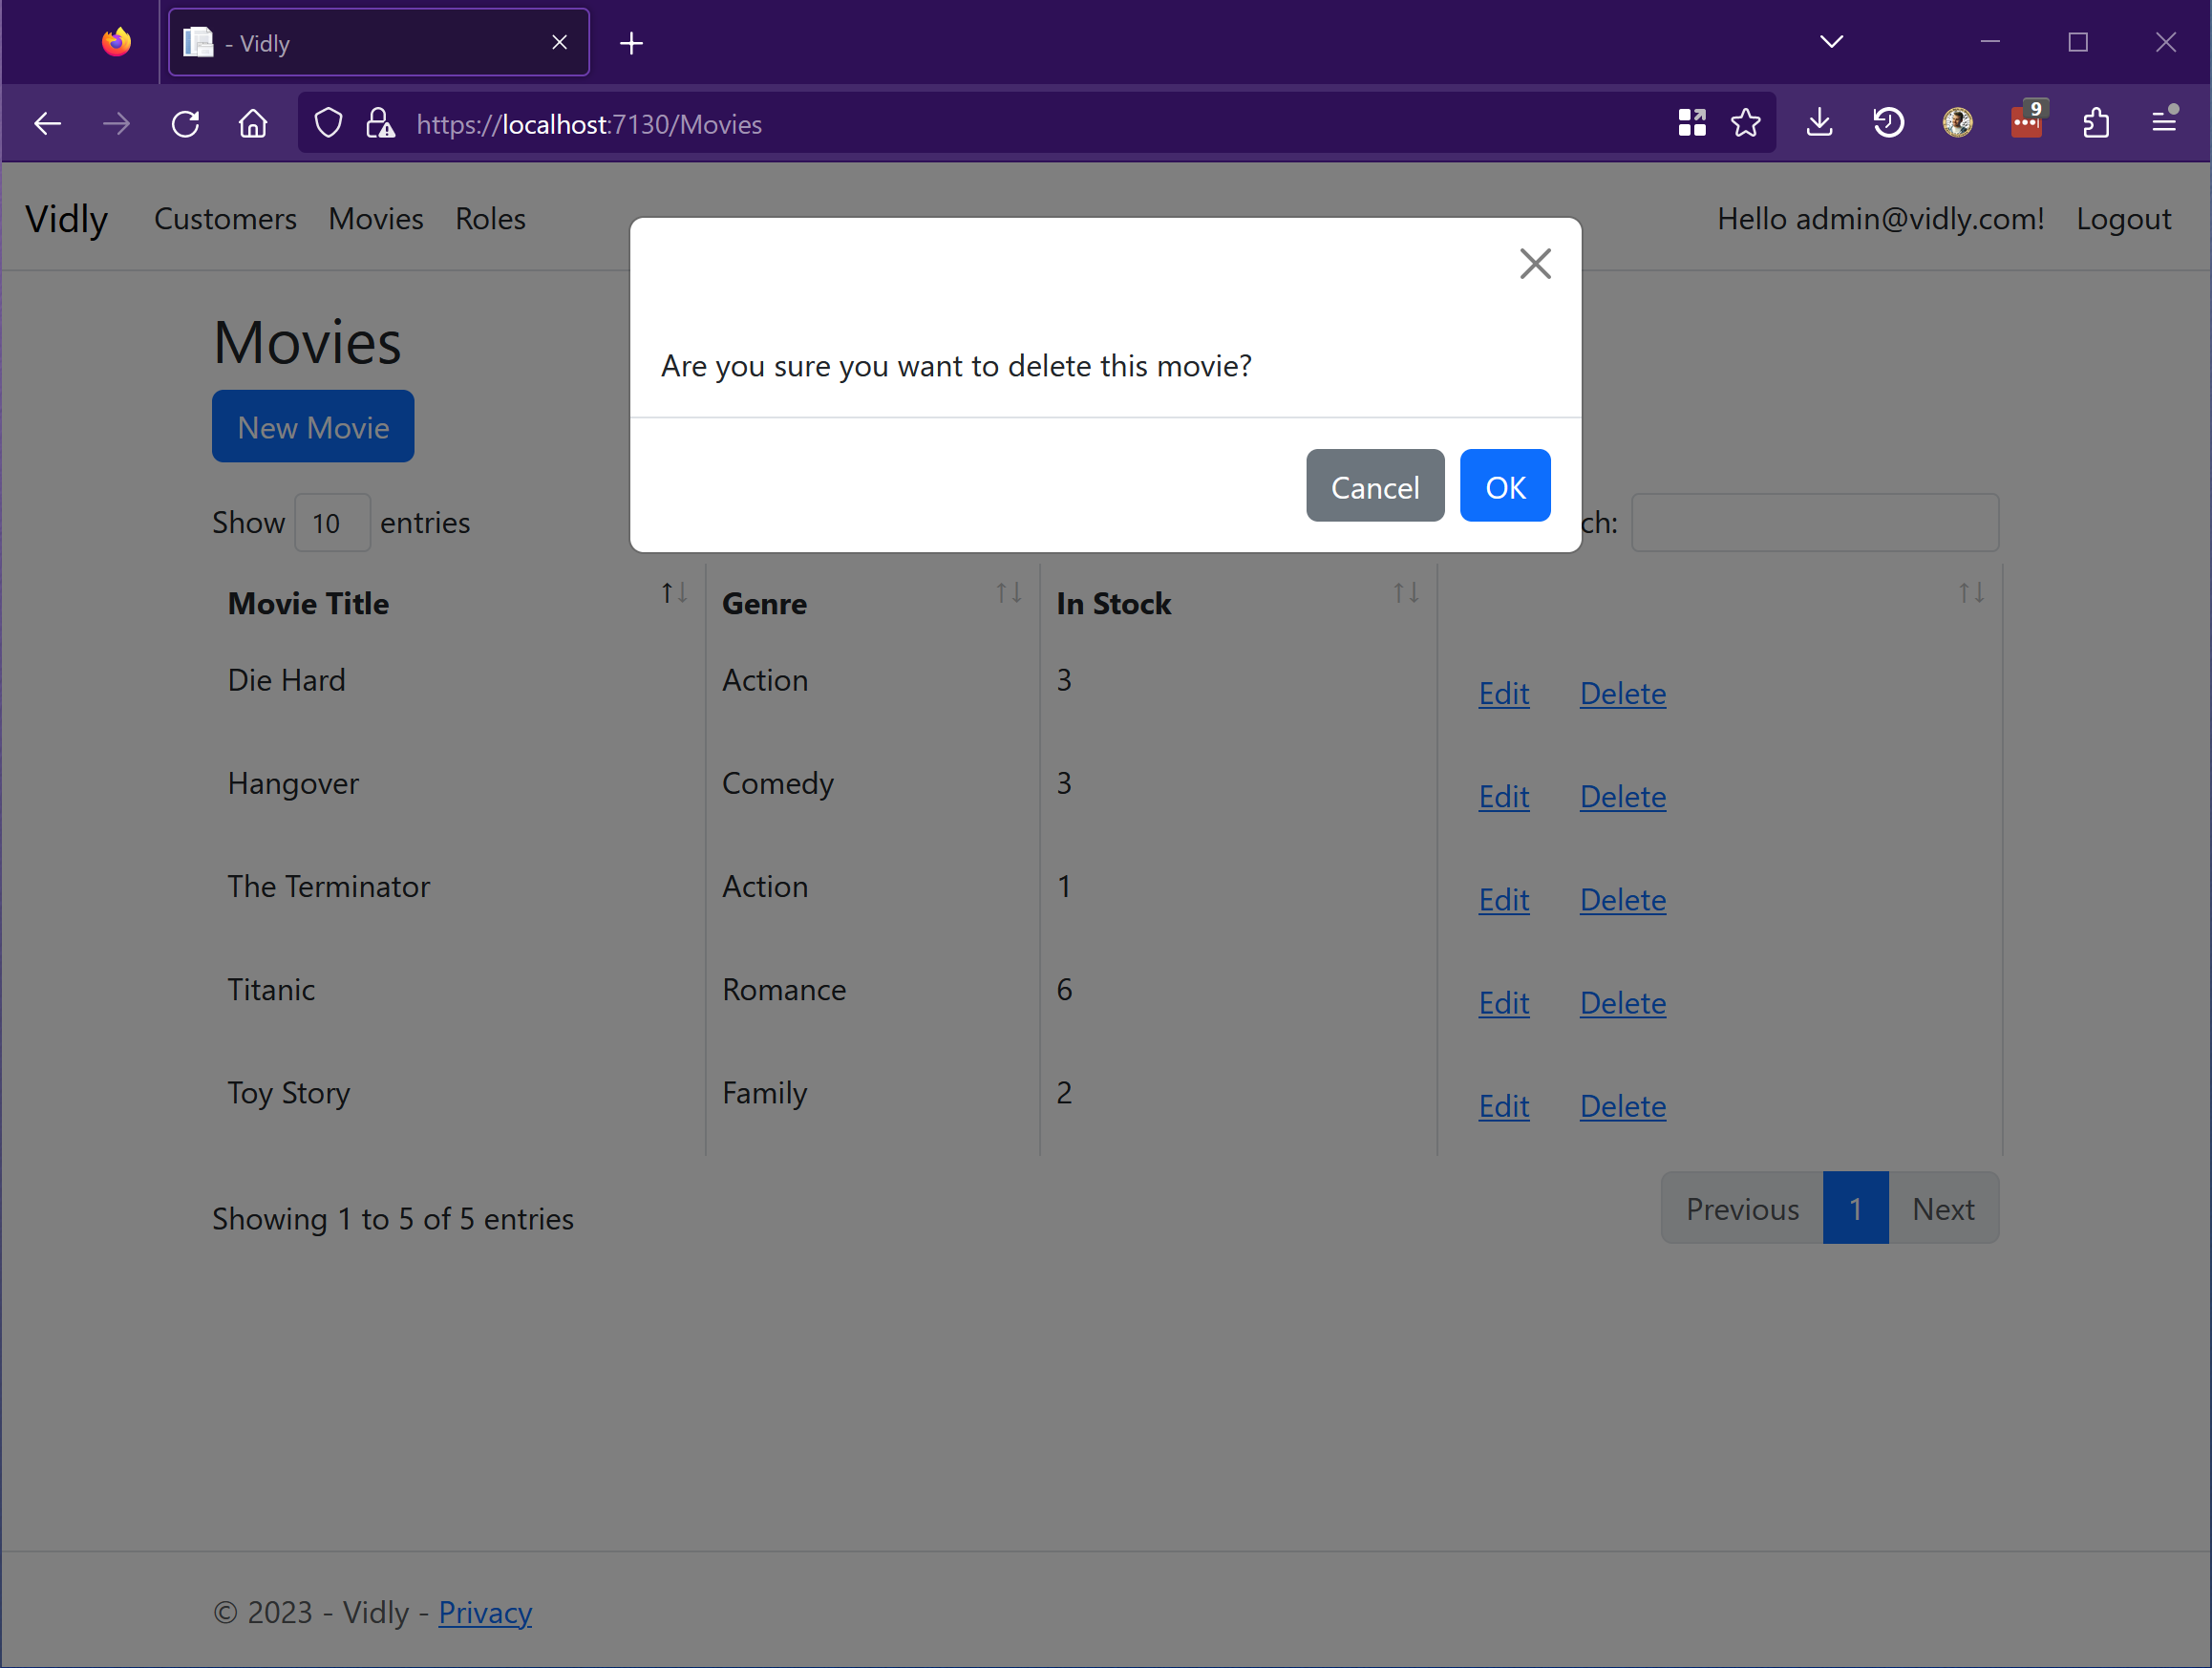 - Vidly
https://localhost:7130/Movies
9
Vidly Customers Movies Roles Hello admin@vidly.com! Logout
Movies
Are you sure you want to delete this movie?
New Movie
Cancel OK
Show 10 entries ch:
Movie Title Genre In Stock
Die Hard Action 3 Edit Delete
Hangover Comedy 3 Edit Delete
The Terminator Action 1 Edit Delete
Titanic Romance 6 Edit Delete
Toy Story Family 2 Edit Delete
Showing 1 to 5 of 5 entries Previous 1 Next
© 2023 - Vidly - Privacy